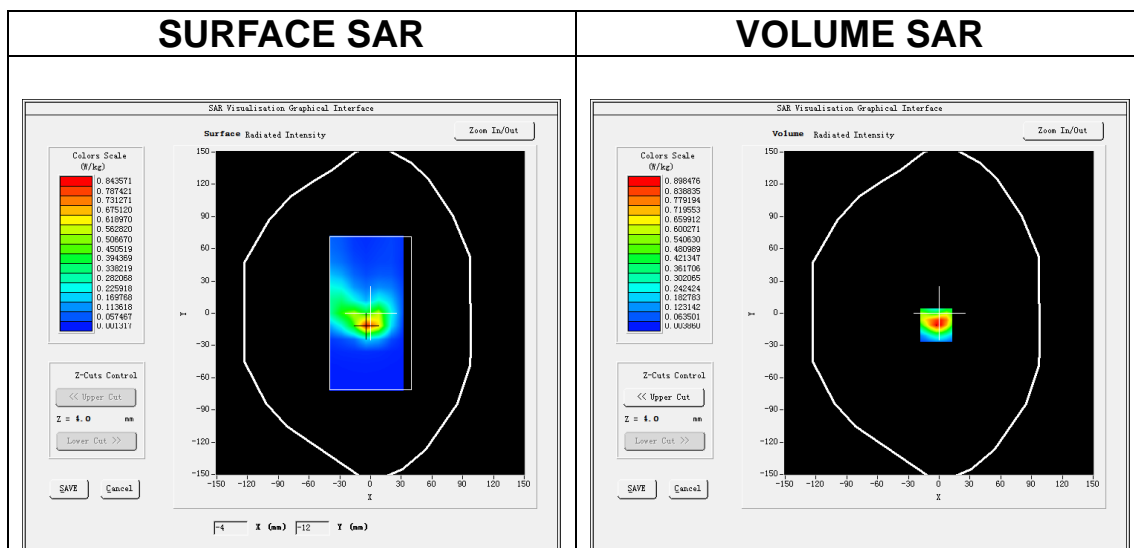 SURFACE SAR
VOLUME SAR
SAR Visualisation Graphical Interface
Surface Radiated Intensity
Zoom In/Out
Colors Scale
(W/kg)
0.843571
0.787421
0.731271
0.675120
0.618970
0.562820
0.506670
0.450519
0.394369
0.338219
0.282068
0.225918
0.169768
0.113618
0.057467
0.001317
Z-Cuts Control
<< Upper Cut
Z = 4.0 mm
Lower Cut >>
SAVE Cancel
150
120
90
60
30
0
-30
-60
-90
-120
-150
Y
-150 -120 -90 -60 -30 0 30 60 90 120 150
X
-4 X (mm) -12 Y (mm)
SAR Visualisation Graphical Interface
Volume Radiated Intensity
Zoom In/Out
Colors Scale
(W/kg)
0.898476
0.838835
0.779194
0.719553
0.659912
0.600271
0.540630
0.480989
0.421347
0.361706
0.302065
0.242424
0.182783
0.123142
0.063501
0.003860
Z-Cuts Control
<< Upper Cut
Z = 4.0 mm
Lower Cut >>
SAVE Cancel
150
120
90
60
30
0
-30
-60
-90
-120
-150
Y
-150 -120 -90 -60 -30 0 30 60 90 120 150
X